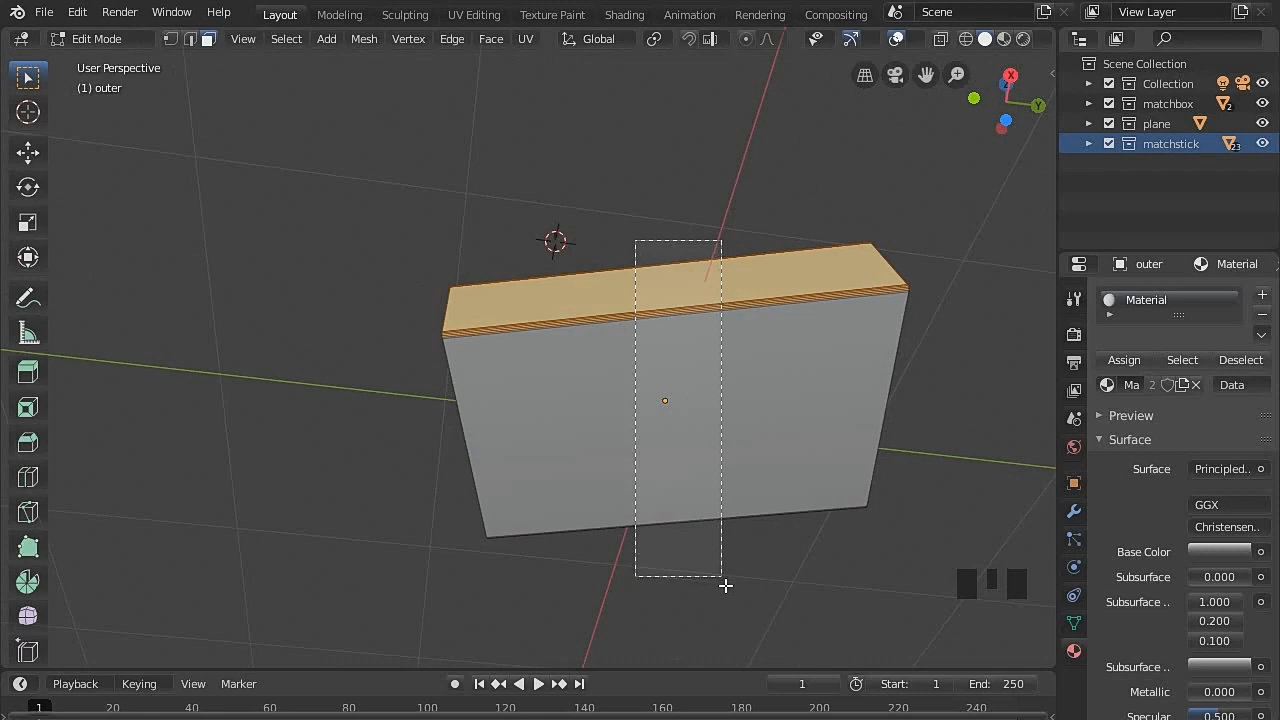 File Edit Render Window Help Layout Modeling Sculpting UV Editing Texture Paint Shading Animation Rendering Compositing Scene View Layer
Edit Mode View Select Add Mesh Vertex Edge Face UV Global
User Perspective
(1) outer
X
Y
Scene Collection
Collection
matchbox 2
plane
matchstick 23
outer Material
Material
Assign Select Deselect
Ma 2 Data
Preview
Surface
Surface Principled..
GGX
Christensen..
Base Color
Subsurface 0.000
Subsurface .. 1.000
0.200
0.100
Subsurface ..
Metallic 0.000
Specular 0.500
Playback Keying View Marker 1 Start: 1 End: 250
1 20 40 60 80 100 120 140 160 180 200 220 240